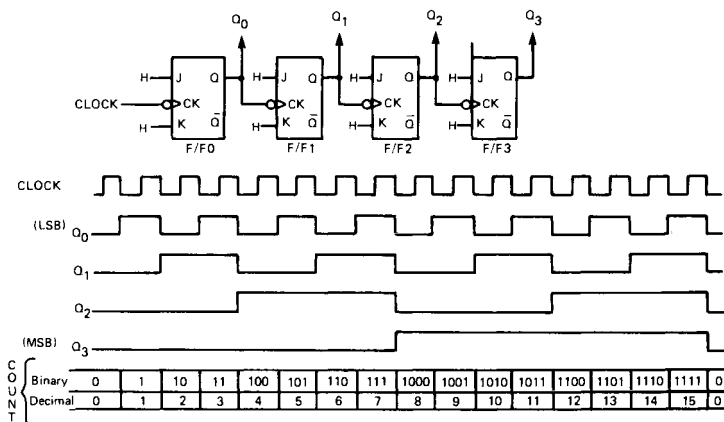 Q0 Q1 Q2 Q3
H J Q H J Q H J Q H J Q
CLOCK CK CK CK CK
H K Q̅ H K Q̅ H K Q̅ H K Q̅
F/F0 F/F1 F/F2 F/F3
CLOCK
(LSB) Q0
Q1
Q2
(MSB) Q3
COUNT
Binary 0 1 10 11 100 101 110 111 1000 1001 1010 1011 1100 1101 1110 1111 0
Decimal 0 1 2 3 4 5 6 7 8 9 10 11 12 13 14 15 0